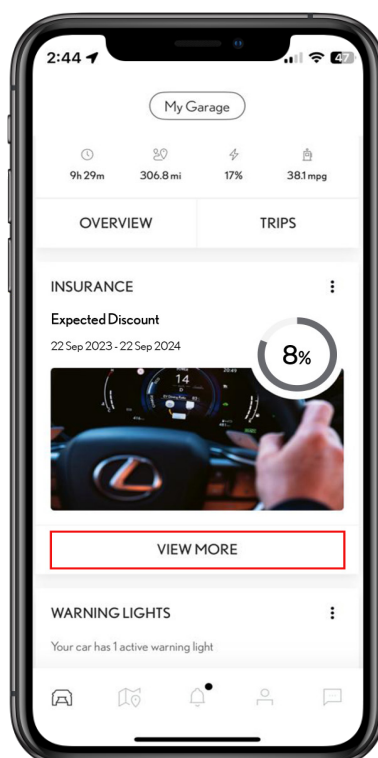 2:44
47
My Garage
9h 29m 306.8 mi 17% 38.1 mpg
OVERVIEW TRIPS
INSURANCE
Expected Discount
22 Sep 2023 - 22 Sep 2024
8%
14
VIEW MORE
WARNING LIGHTS
Your car has 1 active warning light